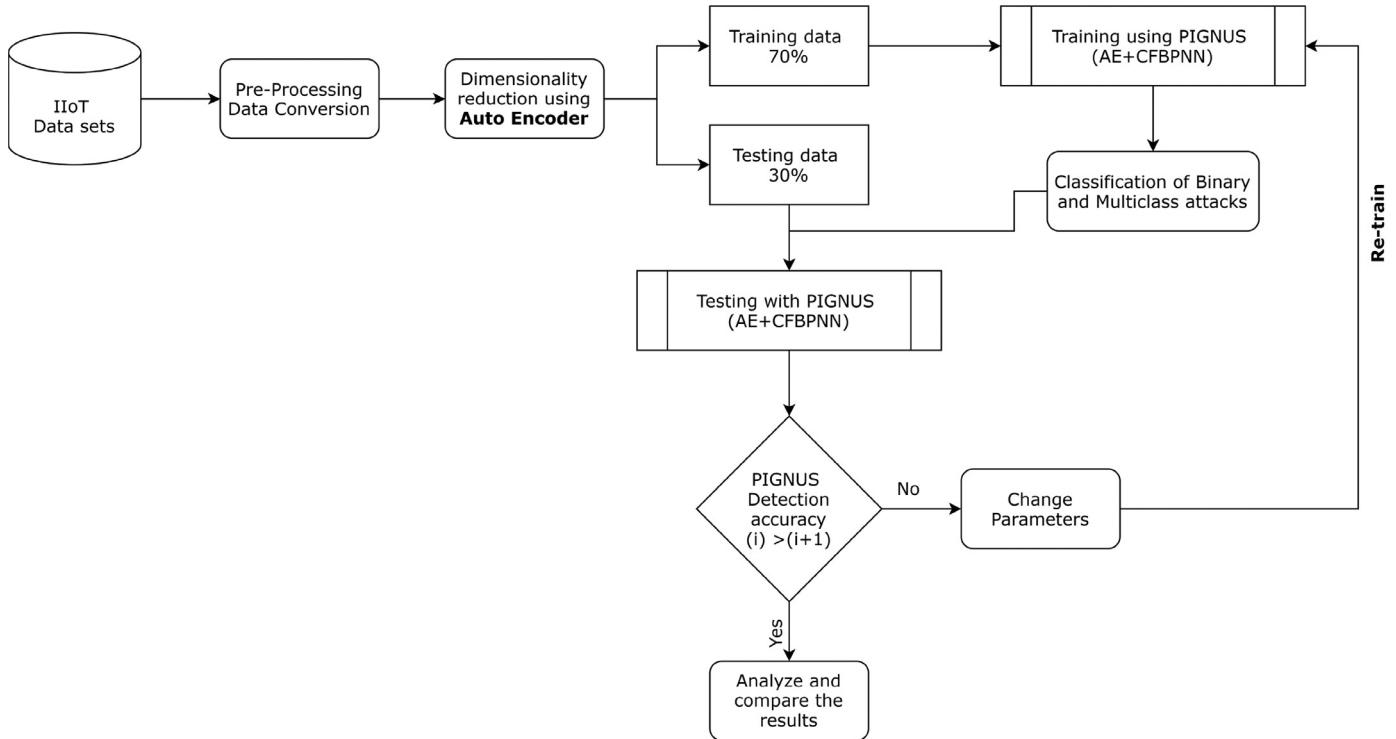 IIoT
Data sets
Pre-Processing
Data Conversion
Dimensionality
reduction using
Auto Encoder
Training data
70%
Testing data
30%
Training using PIGNUS
(AE+CFBPNN)
Classification of Binary
and Multiclass attacks
Re-train
Testing with PIGNUS
(AE+CFBPNN)
PIGNUS
Detection
accuracy
(i) >(i+1)
No
Change
Parameters
Yes
Analyze and
compare the
results